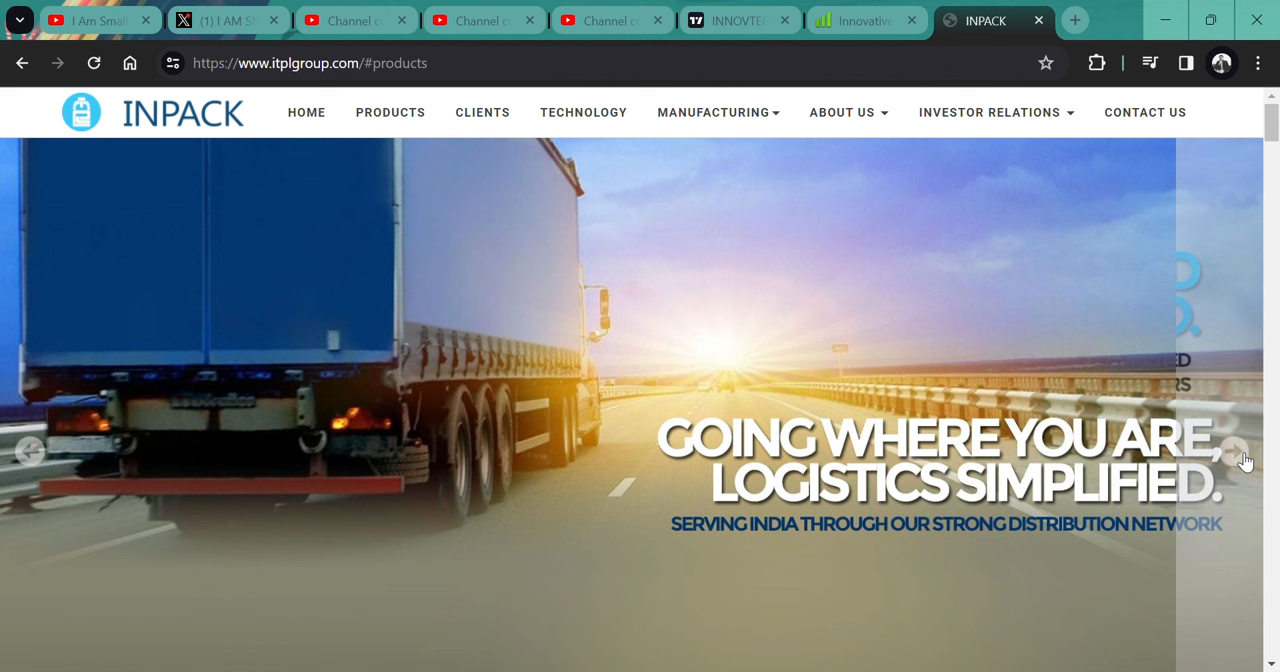 I Am Small
(1) I AM S
Channel c
Channel c
Channel c
INNOVTE
Innovative
INPACK
https://www.itplgroup.com/#products
INPACK
HOME
PRODUCTS
CLIENTS
TECHNOLOGY
MANUFACTURING
ABOUT US
INVESTOR RELATIONS
CONTACT US
GOING WHERE YOU ARE,
LOGISTICS SIMPLIFIED.
SERVING INDIA THROUGH OUR STRONG DISTRIBUTION NETWORK